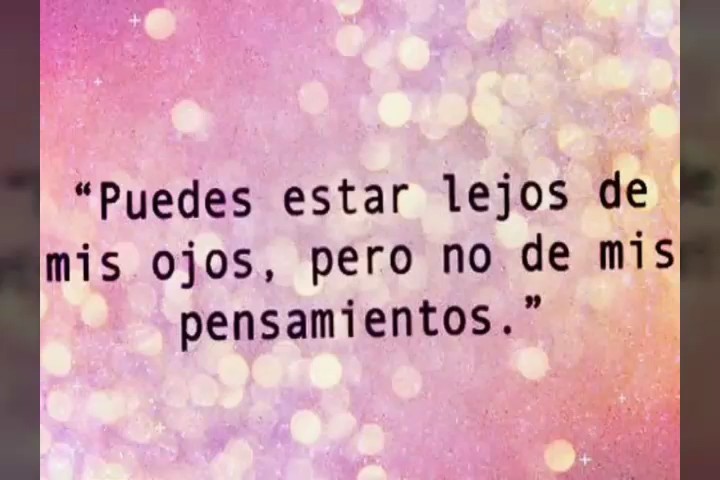 “Puedes estar lejos de
mis ojos, pero no de mis
pensamientos.”